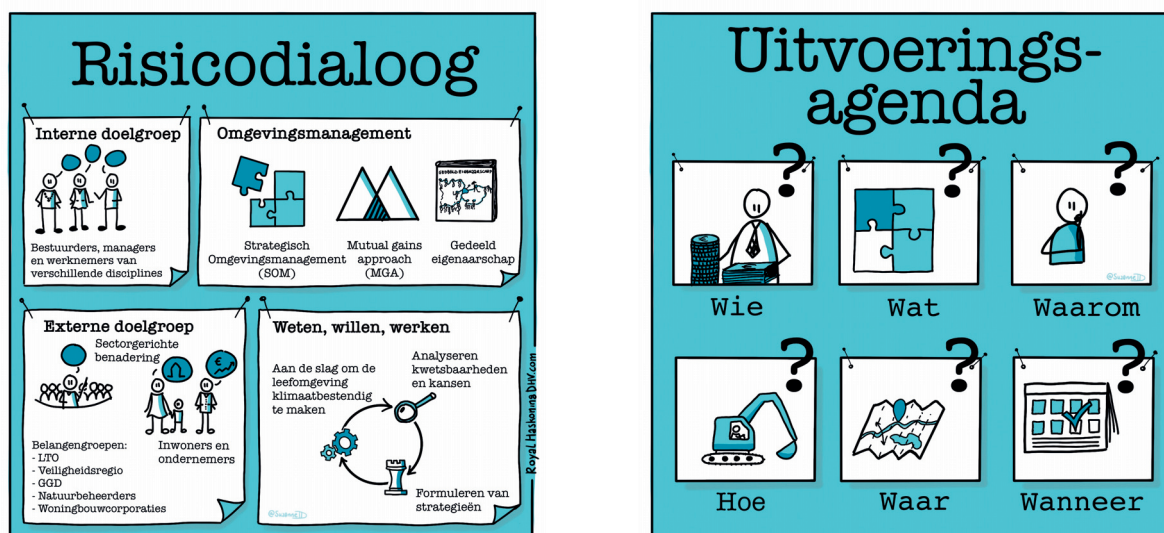 Risicodialoog
Interne doelgroep
Bestuurders, managers
en werknemers van
verschillende disciplines
Omgevingsmanagement
Strategisch
Omgevingsmanagement
(SOM)
Mutual gains
approach
(MGA)
Gedeeld
eigenaarschap
Externe doelgroep
Sectorgerichte
benadering
€
Belangengroepen:
- LTO
- Veiligheidsregio
- GGD
- Natuurbeheerders
- Woningbouwcorporaties
Inwoners en
ondernemers
Weten, willen, werken
Aan de slag om de
leefomgeving
klimaatbestendig
te maken
Analyseren
kwetsbaarheden
en kansen
Formuleren van
strategieën
Royal HaskoningDHV.com
Uitvoerings-
agenda
?
Wie
?
Wat
?
Waarom
?
Hoe
?
Waar
?
Wanneer